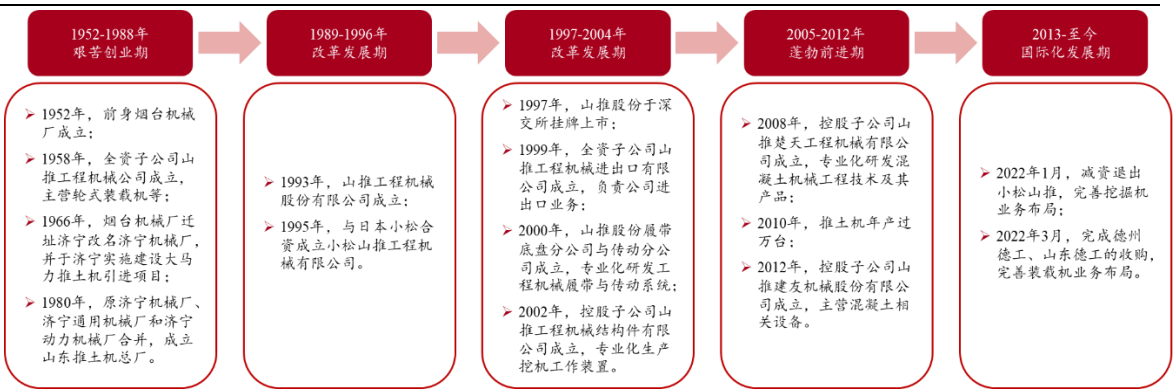 1952-1988年
艰苦创业期
1952年，前身烟台机械
厂成立；
1958年，全资子公司山
推工程机械公司成立，
主营轮式装载机等；
1966年，烟台机械厂迁
址济宁改名济宁机械厂，
并于济宁实施建设大马
力推土机引进项目；
1980年，原济宁机械厂、
济宁通用机械厂和济宁
动力机械厂合并，成立
山东推土机总厂。
1989-1996年
改革发展期
1993年，山推工程机械
股份有限公司成立；
1995年，与日本小松合
资成立小松山推工程机
械有限公司。
1997-2004年
改革发展期
1997年，山推股份于深
交所挂牌上市；
1999年，全资子公司山
推工程机械进出口有限
公司成立，负责公司进
出口业务；
2000年，山推股份履带
底盘分公司与传动分公
司成立，专业化研发工
程机械履带与传动系统；
2002年，控股子公司山
推工程机械结构件有限
公司成立，专业化生产
挖机工作装置。
2005-2012年
蓬勃前进期
2008年，控股子公司山
推楚天工程机械有限公
司成立，专业化研发混
凝土机械工程技术及其
产品；
2010年，推土机年产过
万台；
2012年，控股子公司山
推建友机械股份有限公
司成立，主营混凝土相
关设备。
2013-至今
国际化发展期
2022年1月，减资退出
小松山推，完善挖掘机
业务布局；
2022年3月，完成德州
德工、山东德工的收购，
完善装载机业务布局。